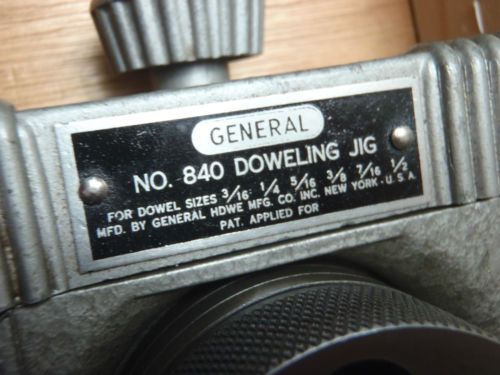 GENERAL
NO. 840 DOWELING JIG
FOR DOWEL SIZES 3/16 1/4 5/16 3/8 7/16 1/2
MFD. BY GENERAL HDWE MFG. CO. INC. NEW YORK · U.S.A.
PAT. APPLIED FOR